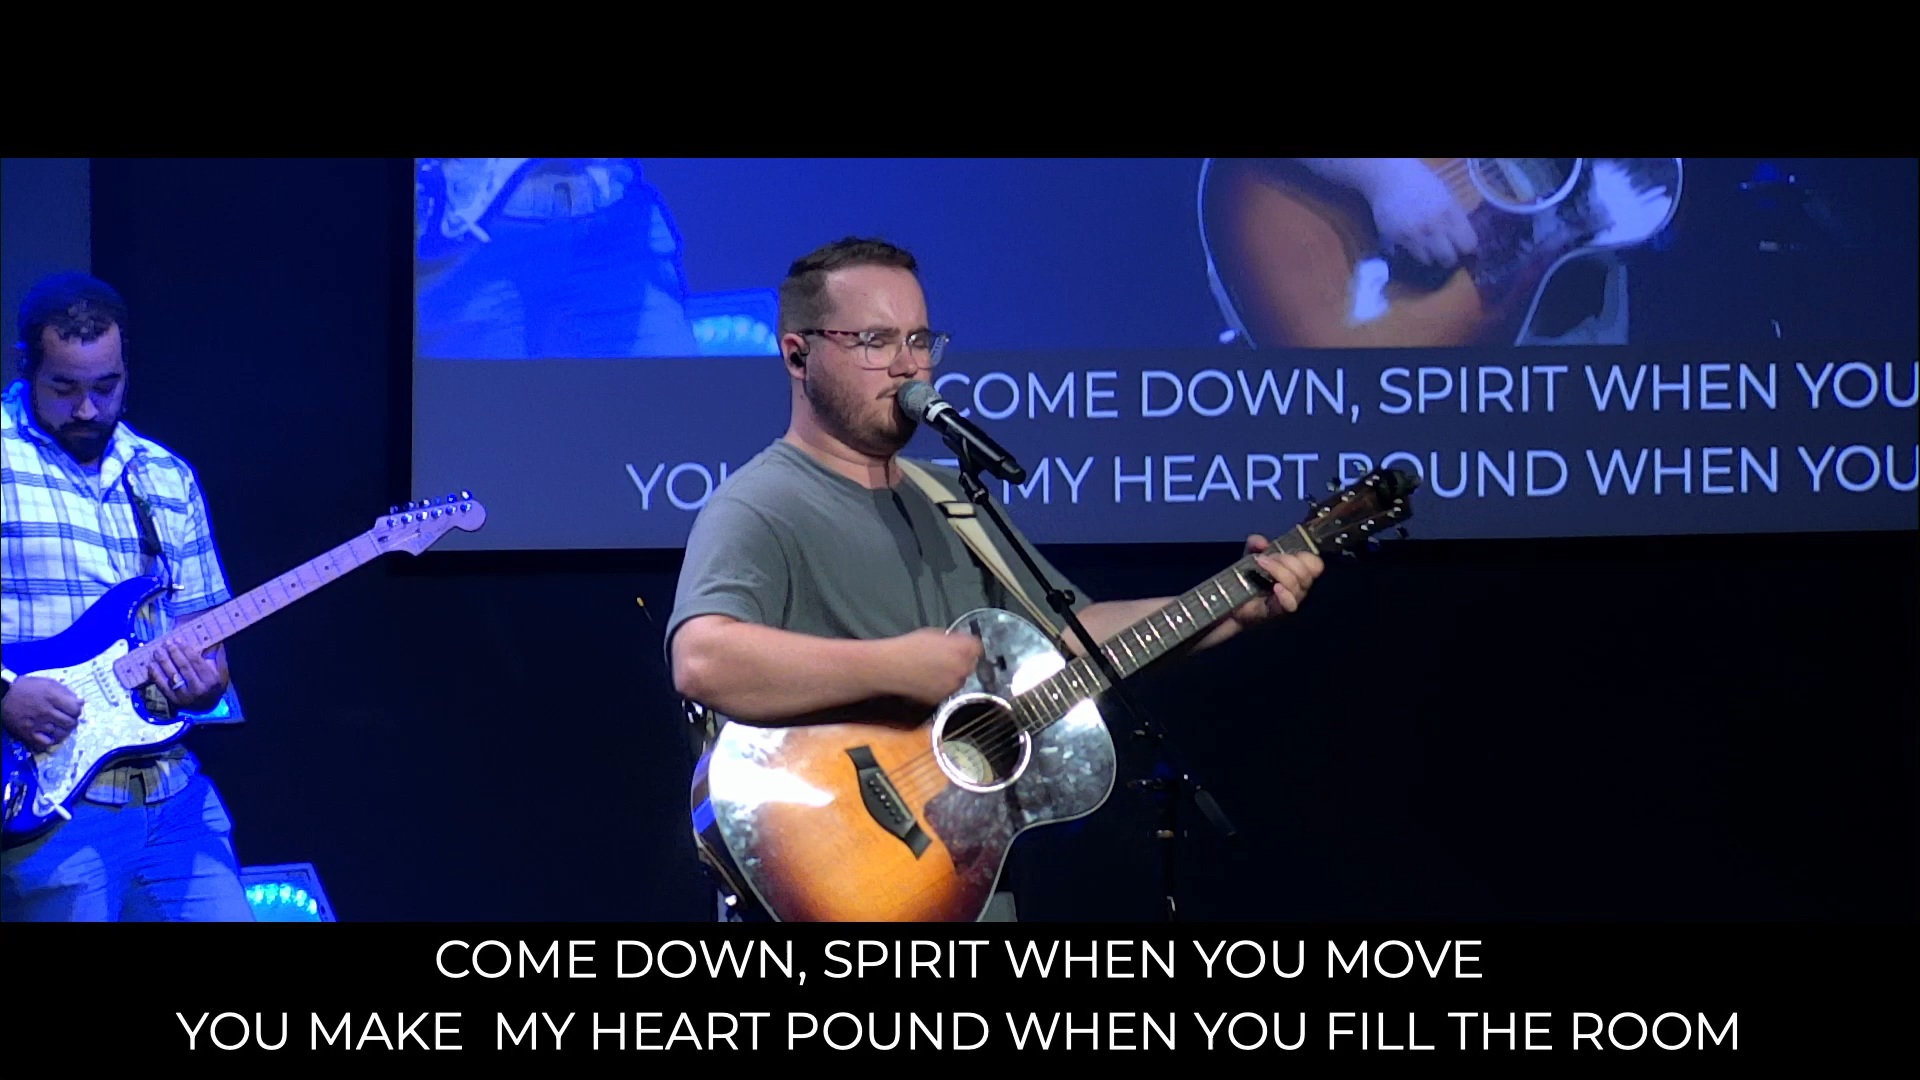 COME DOWN, SPIRIT WHEN YOU
YOU MY HEART POUND WHEN YOU
COME DOWN, SPIRIT WHEN YOU MOVE
YOU MAKE  MY HEART POUND WHEN YOU FILL THE ROOM